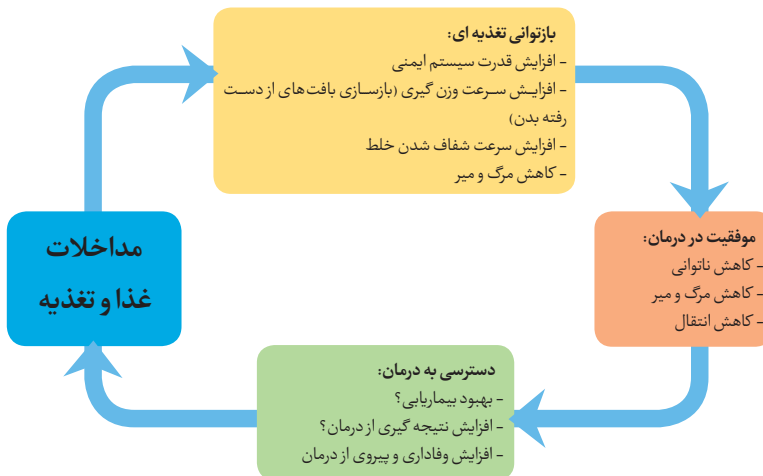 بازتوانی تغذیه ای:
- افزایش قدرت سیستم ایمنی
- افزایش سرعت وزن گیری (بازسازی بافت‌های از دست
رفته بدن)
- افزایش سرعت شفاف شدن خلط
- کاهش مرگ و میر
موفقیت در درمان:
- کاهش ناتوانی
- کاهش مرگ و میر
- کاهش انتقال
دسترسی به درمان:
- بهبود بیماریابی؟
- افزایش نتیجه گیری از درمان؟
- افزایش وفاداری و پیروی از درمان
مداخلات
غذا و تغذیه